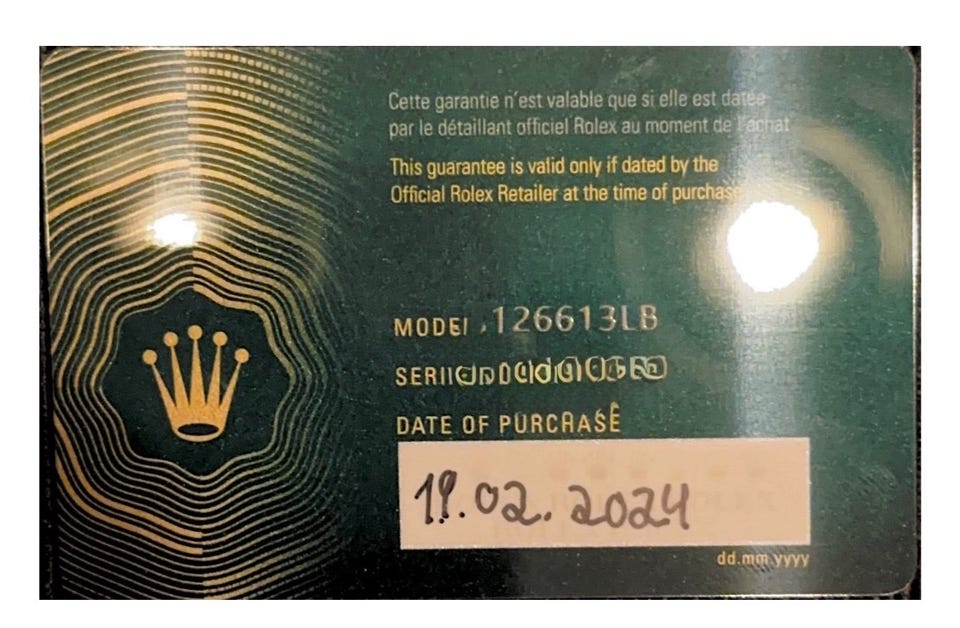 Cette garantie n'est valable que si elle est datée
par le détaillant officiel Rolex au moment de l'achat
This guarantee is valid only if dated by the
Official Rolex Retailer at the time of purchase
MODEL 126613LB
DATE OF PURCHASE
19.02.2024
dd.mm.yyyy